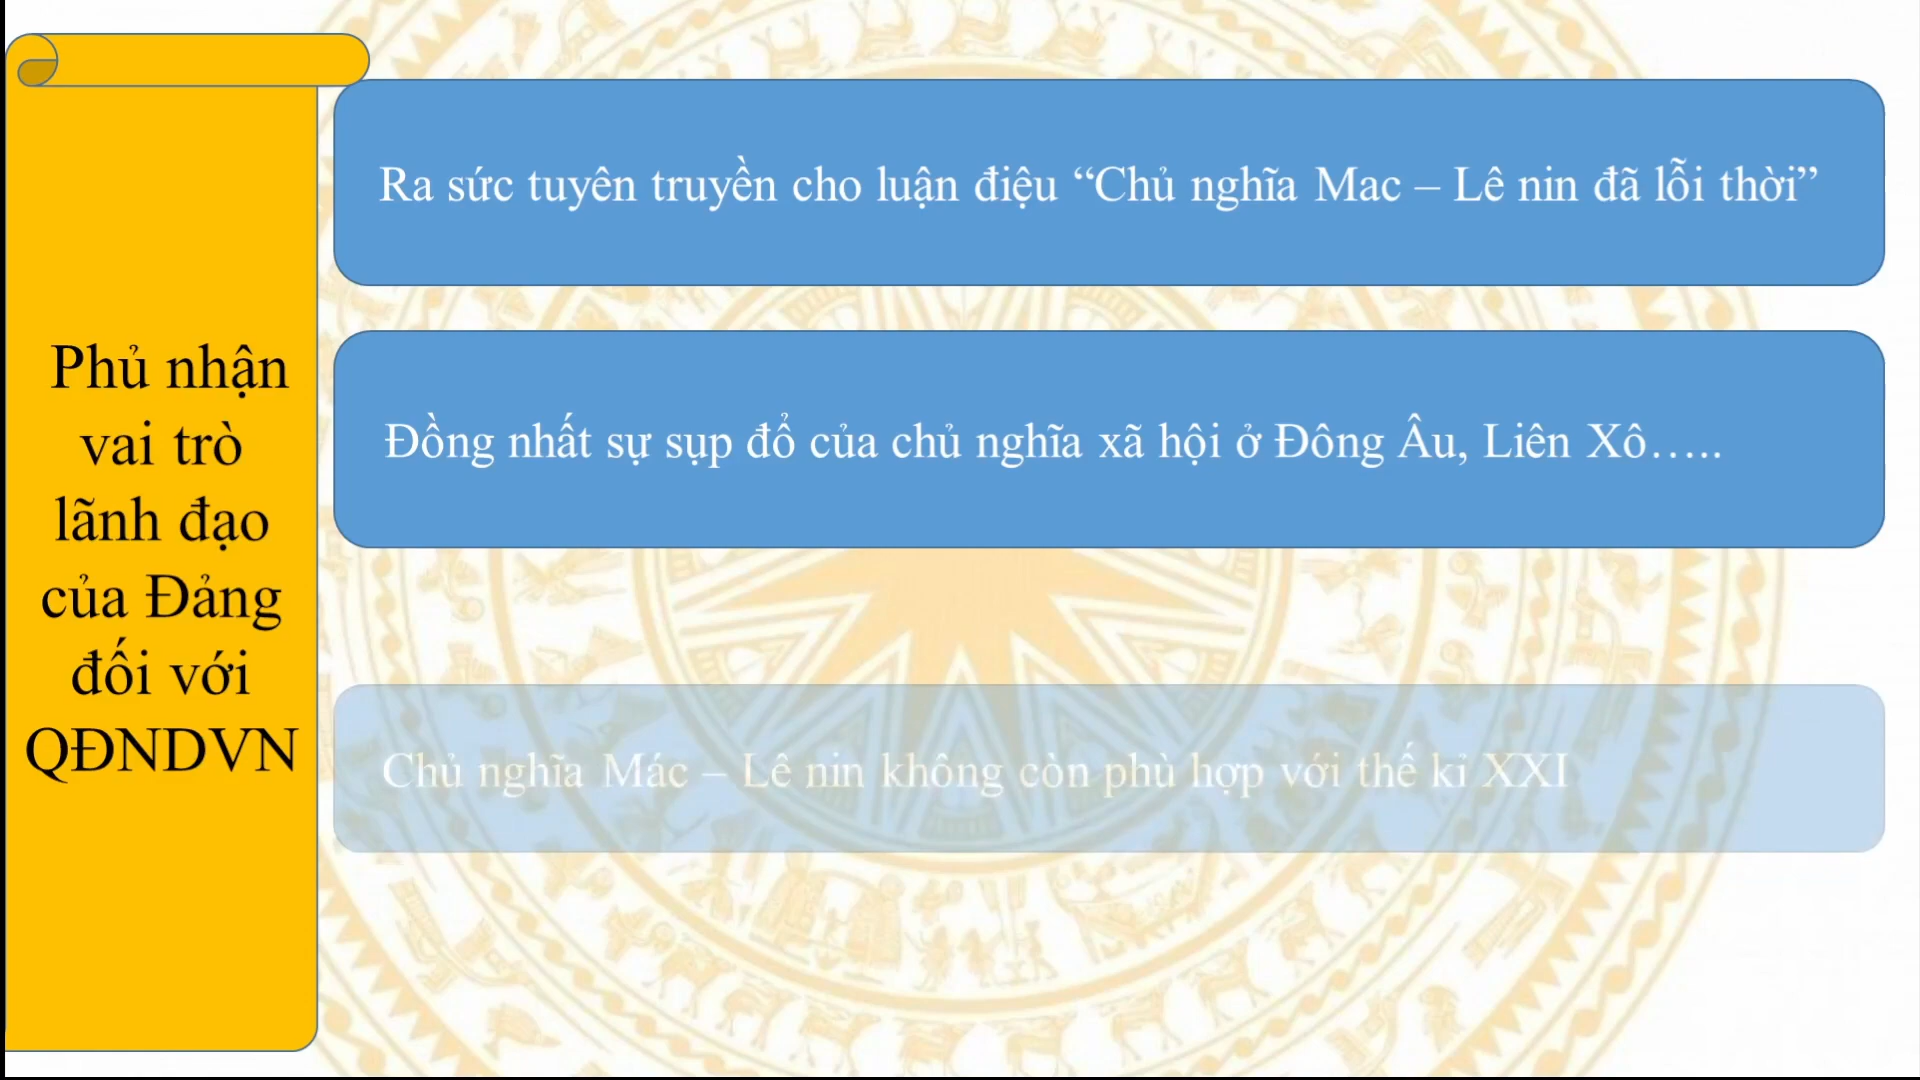 Phủ nhận
vai trò
lãnh đạo
của Đảng
đối với
QĐNDVN
Ra sức tuyên truyền cho luận điệu “Chủ nghĩa Mac – Lê nin đã lỗi thời”
Đồng nhất sự sụp đổ của chủ nghĩa xã hội ở Đông Âu, Liên Xô…..
Chủ nghĩa Mác – Lê nin không còn phù hợp với thế kỉ XXI